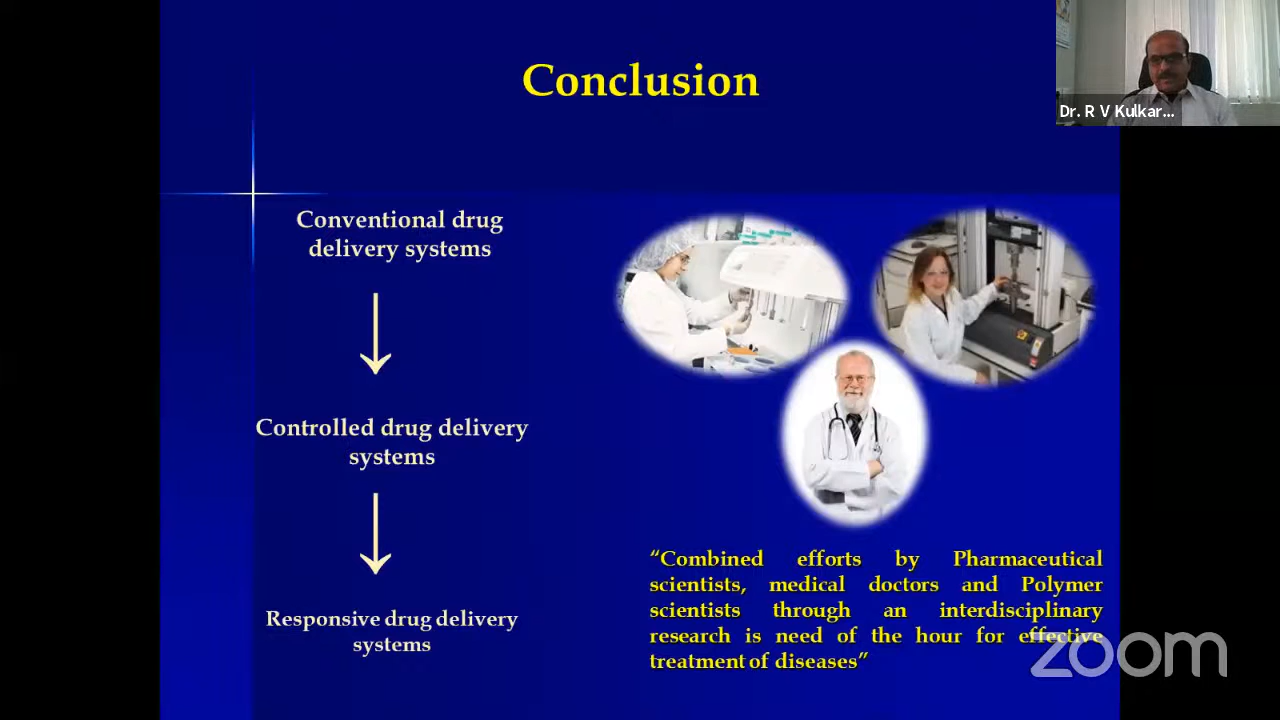 Conclusion
Dr. R V Kulkar...
Conventional drug
delivery systems
Controlled drug delivery
systems
Responsive drug delivery
systems
“Combined efforts by Pharmaceutical
scientists, medical doctors and Polymer
scientists through an interdisciplinary
research is need of the hour for effective
treatment of diseases”
zoom